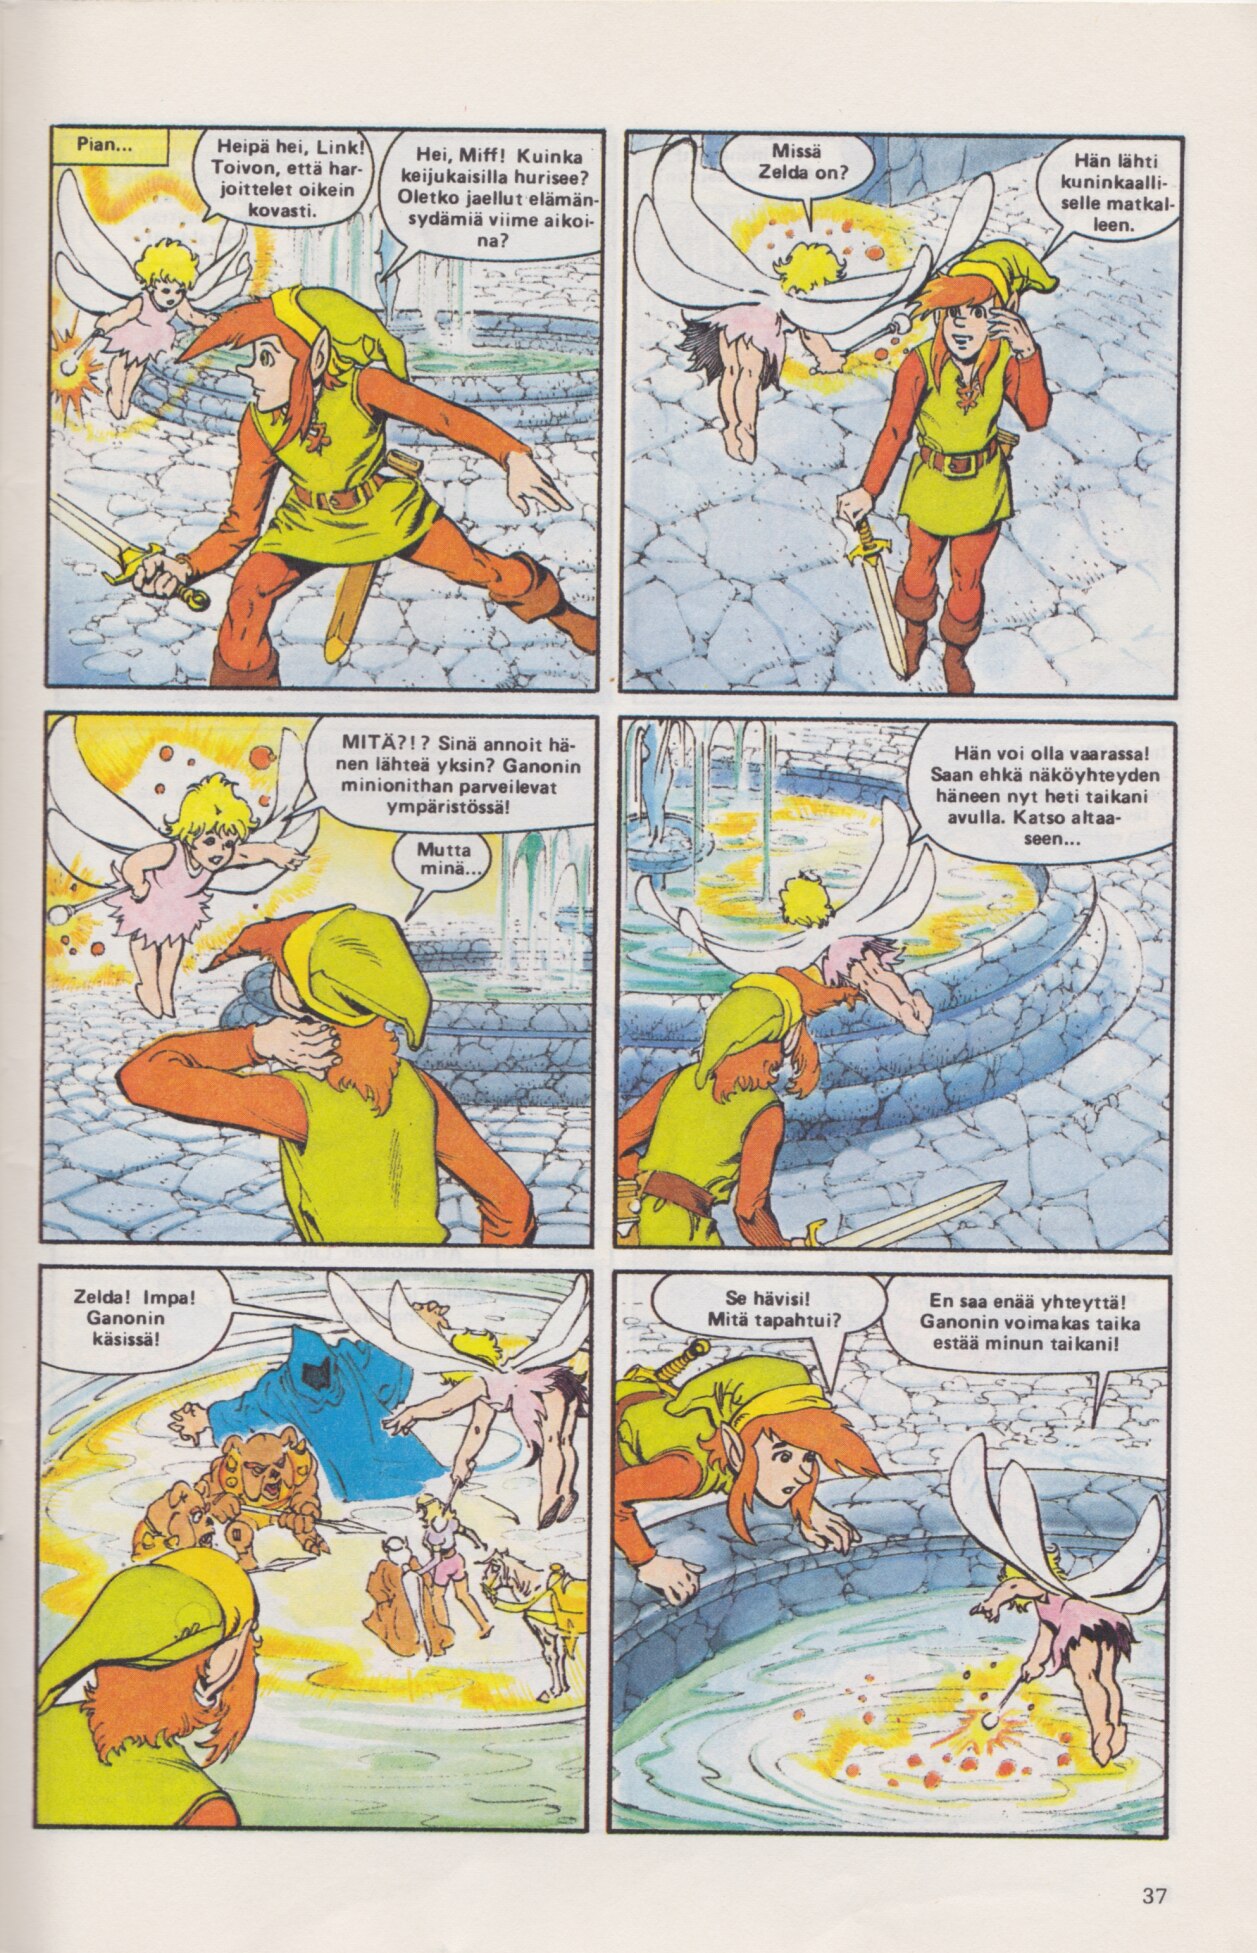 Pian...
Heipä hei, Link!
Toivon, että har-
joittelet oikein
kovasti.
Hei, Miff! Kuinka
keijukaisilla hurisee?
Oletko jaellut elämän-
sydämiä viime aikoi-
na?
Missä
Zelda on?
Hän lähti
kuninkaalli-
selle matkal-
leen.
MITÄ?!? Sinä annoit hä-
nen lähteä yksin? Ganonin
minionithan parveilevat
ympäristössä!
Mutta
minä...
Hän voi olla vaarassa!
Saan ehkä näköyhteyden
häneen nyt heti taikani
avulla. Katso altaa-
seen...
Zelda! Impa!
Ganonin
käsissä!
Se hävisi!
Mitä tapahtui?
En saa enää yhteyttä!
Ganonin voimakas taika
estää minun taikani!
37